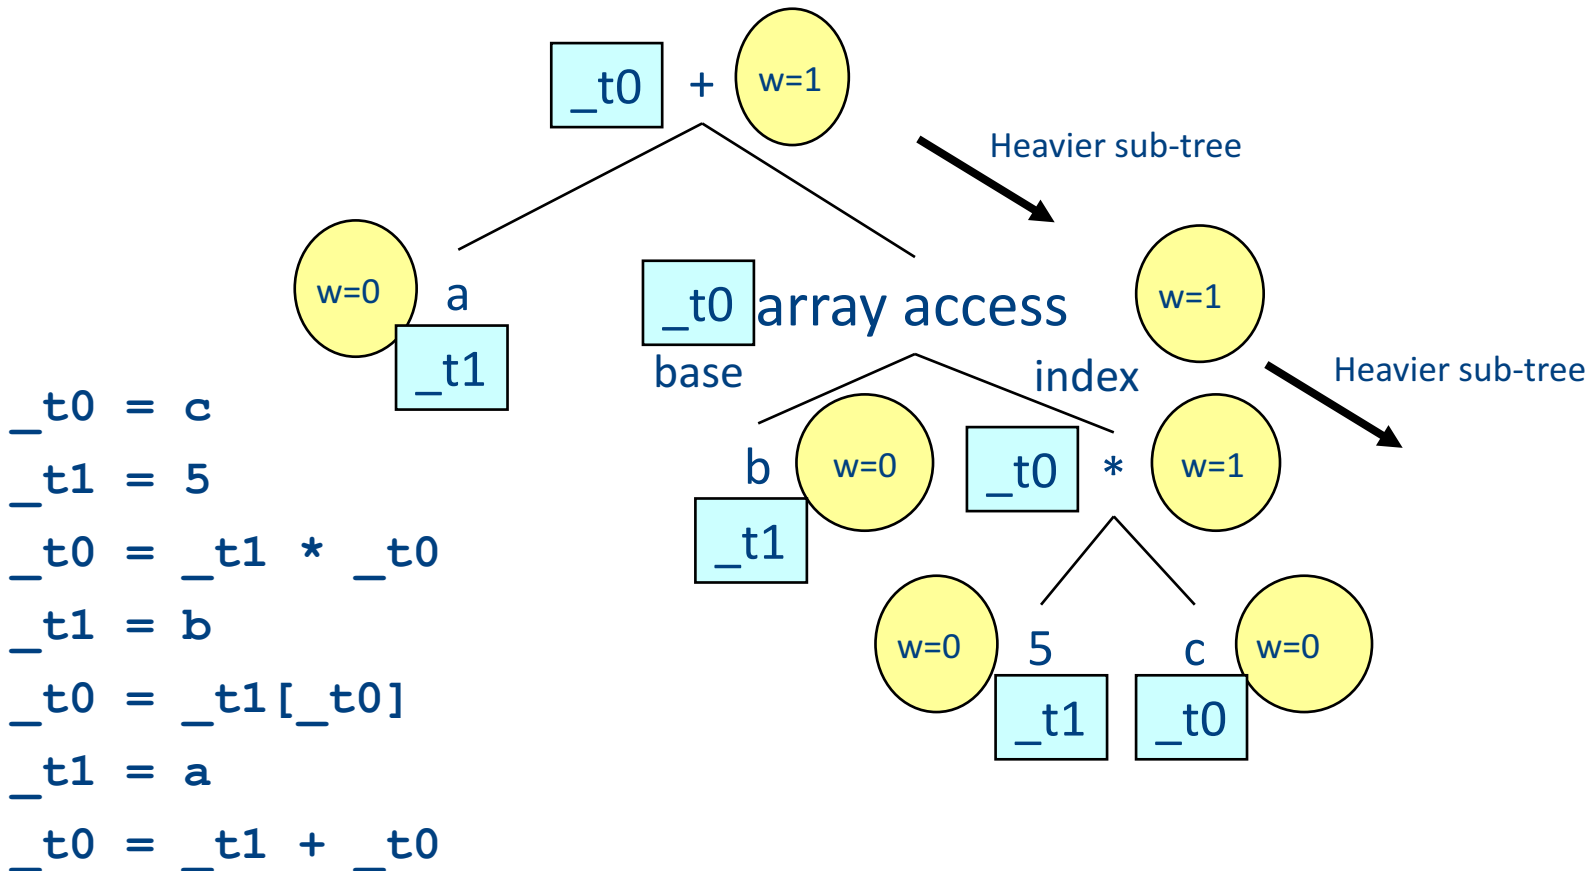 _t0 + w=1
Heavier sub-tree
w=0 a
_t1
_t0 array access w=1
base index
Heavier sub-tree
b w=0 _t0 * w=1
_t1
w=0 5 c w=0
_t1 _t0
_t0 = c
_t1 = 5
_t0 = _t1 * _t0
_t1 = b
_t0 = _t1[_t0]
_t1 = a
_t0 = _t1 + _t0